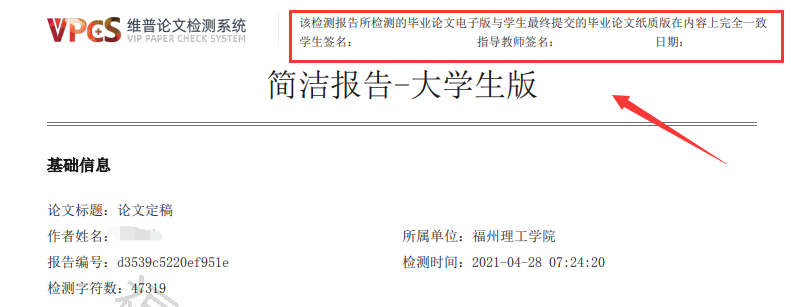 VPCS 维普论文检测系统
VIP PAPER CHECK SYSTEM
该检测报告所检测的毕业论文电子版与学生最终提交的毕业论文纸质版在内容上完全一致
学生签名: 指导教师签名: 日期:
简洁报告-大学生版
基础信息
论文标题: 论文定稿
作者姓名:
所属单位: 福州理工学院
报告编号: d3539c5220ef951e
检测时间: 2021-04-28 07:24:20
检测字符数: 47319